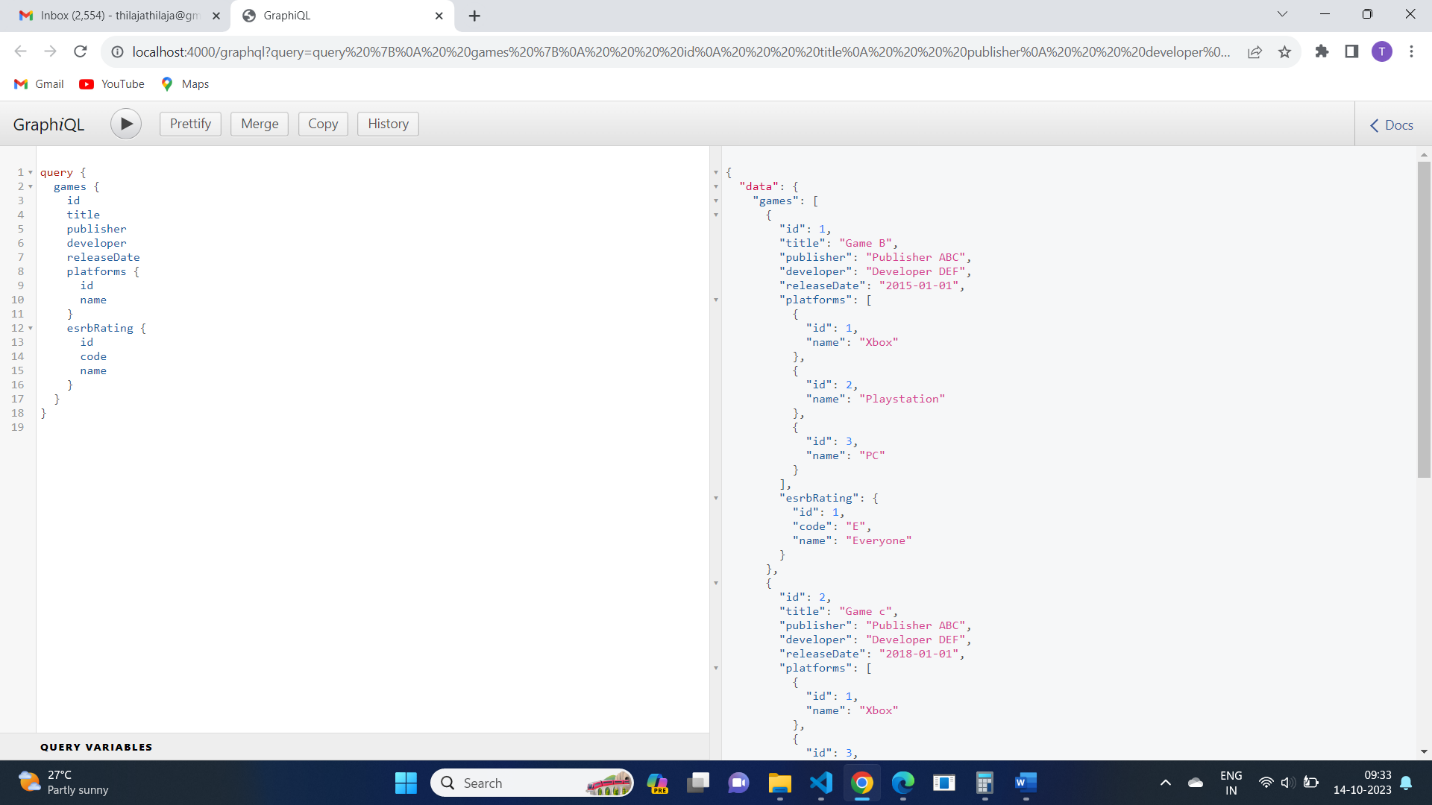 Inbox (2,554) - thilajathilaja@gm
GraphiQL
localhost:4000/graphql?query=query%20%7B%0A%20%20games%20%7B%0A%20%20%20%20id%0A%20%20%20%20title%0A%20%20%20%20publisher%0A%20%20%20%20developer%0...
T
Gmail
YouTube
Maps
GraphiQL
Prettify
Merge
Copy
History
Docs
1 query {
2 games {
3 id
4 title
5 publisher
6 developer
7 releaseDate
8 platforms {
9 id
10 name
11 }
12 esrbRating {
13 id
14 code
15 name
16 }
17 }
18 }
19
QUERY VARIABLES
{
"data": {
"games": [
{
"id": 1,
"title": "Game B",
"publisher": "Publisher ABC",
"developer": "Developer DEF",
"releaseDate": "2015-01-01",
"platforms": [
{
"id": 1,
"name": "Xbox"
},
{
"id": 2,
"name": "Playstation"
},
{
"id": 3,
"name": "PC"
}
],
"esrbRating": {
"id": 1,
"code": "E",
"name": "Everyone"
}
},
{
"id": 2,
"title": "Game c",
"publisher": "Publisher ABC",
"developer": "Developer DEF",
"releaseDate": "2018-01-01",
"platforms": [
{
"id": 1,
"name": "Xbox"
},
{
"id": 3,
27°C
Partly sunny
Search
PRE
W
ENG
IN
09:33
14-10-2023